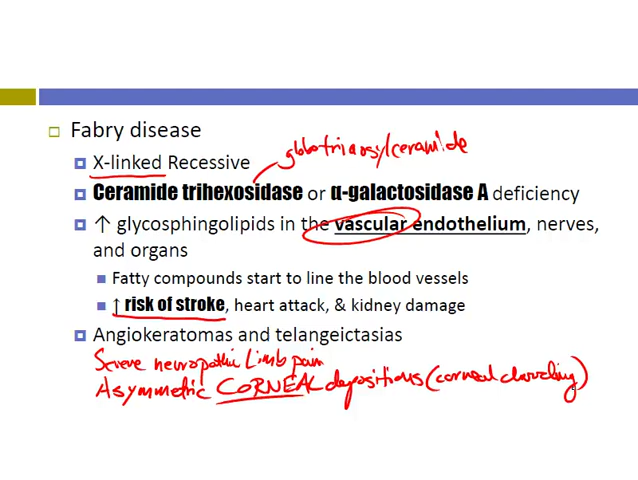 Fabry disease
globotriaosylceramide
X-linked Recessive
Ceramide trihexosidase or α-galactosidase A deficiency
↑ glycosphingolipids in the vascular endothelium, nerves,
and organs
Fatty compounds start to line the blood vessels
↑ risk of stroke, heart attack, & kidney damage
Angiokeratomas and telangeictasias
Severe neuropathic Limb pain
Asymmetric CORNEAL depositions (corneal clouding)